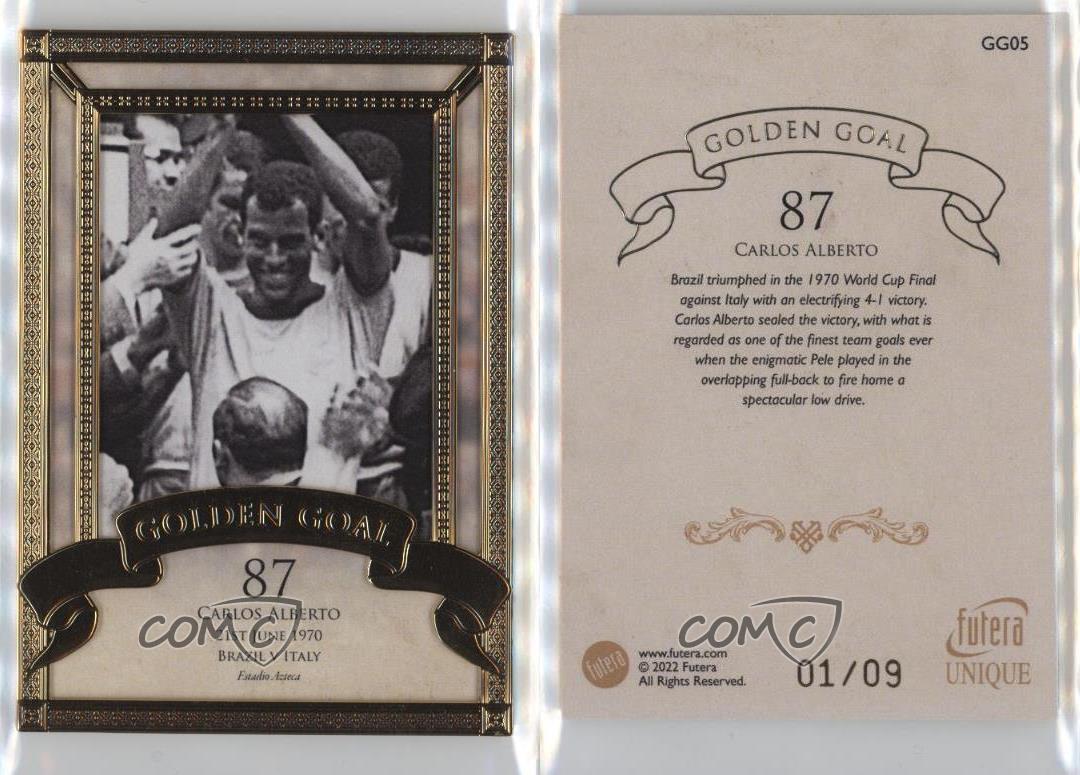 GOLDEN GOAL
87
CARLOS ALBERTO
21ST JUNE 1970
BRAZIL V ITALY
Estadio Azteca
COMC
GG05
GOLDEN GOAL
87
CARLOS ALBERTO
Brazil triumphed in the 1970 World Cup Final
against Italy with an electrifying 4-1 victory.
Carlos Alberto sealed the victory, with what is
regarded as one of the finest team goals ever
when the enigmatic Pele played in the
overlapping full-back to fire home a
spectacular low drive.
COMC
futera
www.futera.com
© 2022 Futera
All Rights Reserved.
01/09
futera
UNIQUE